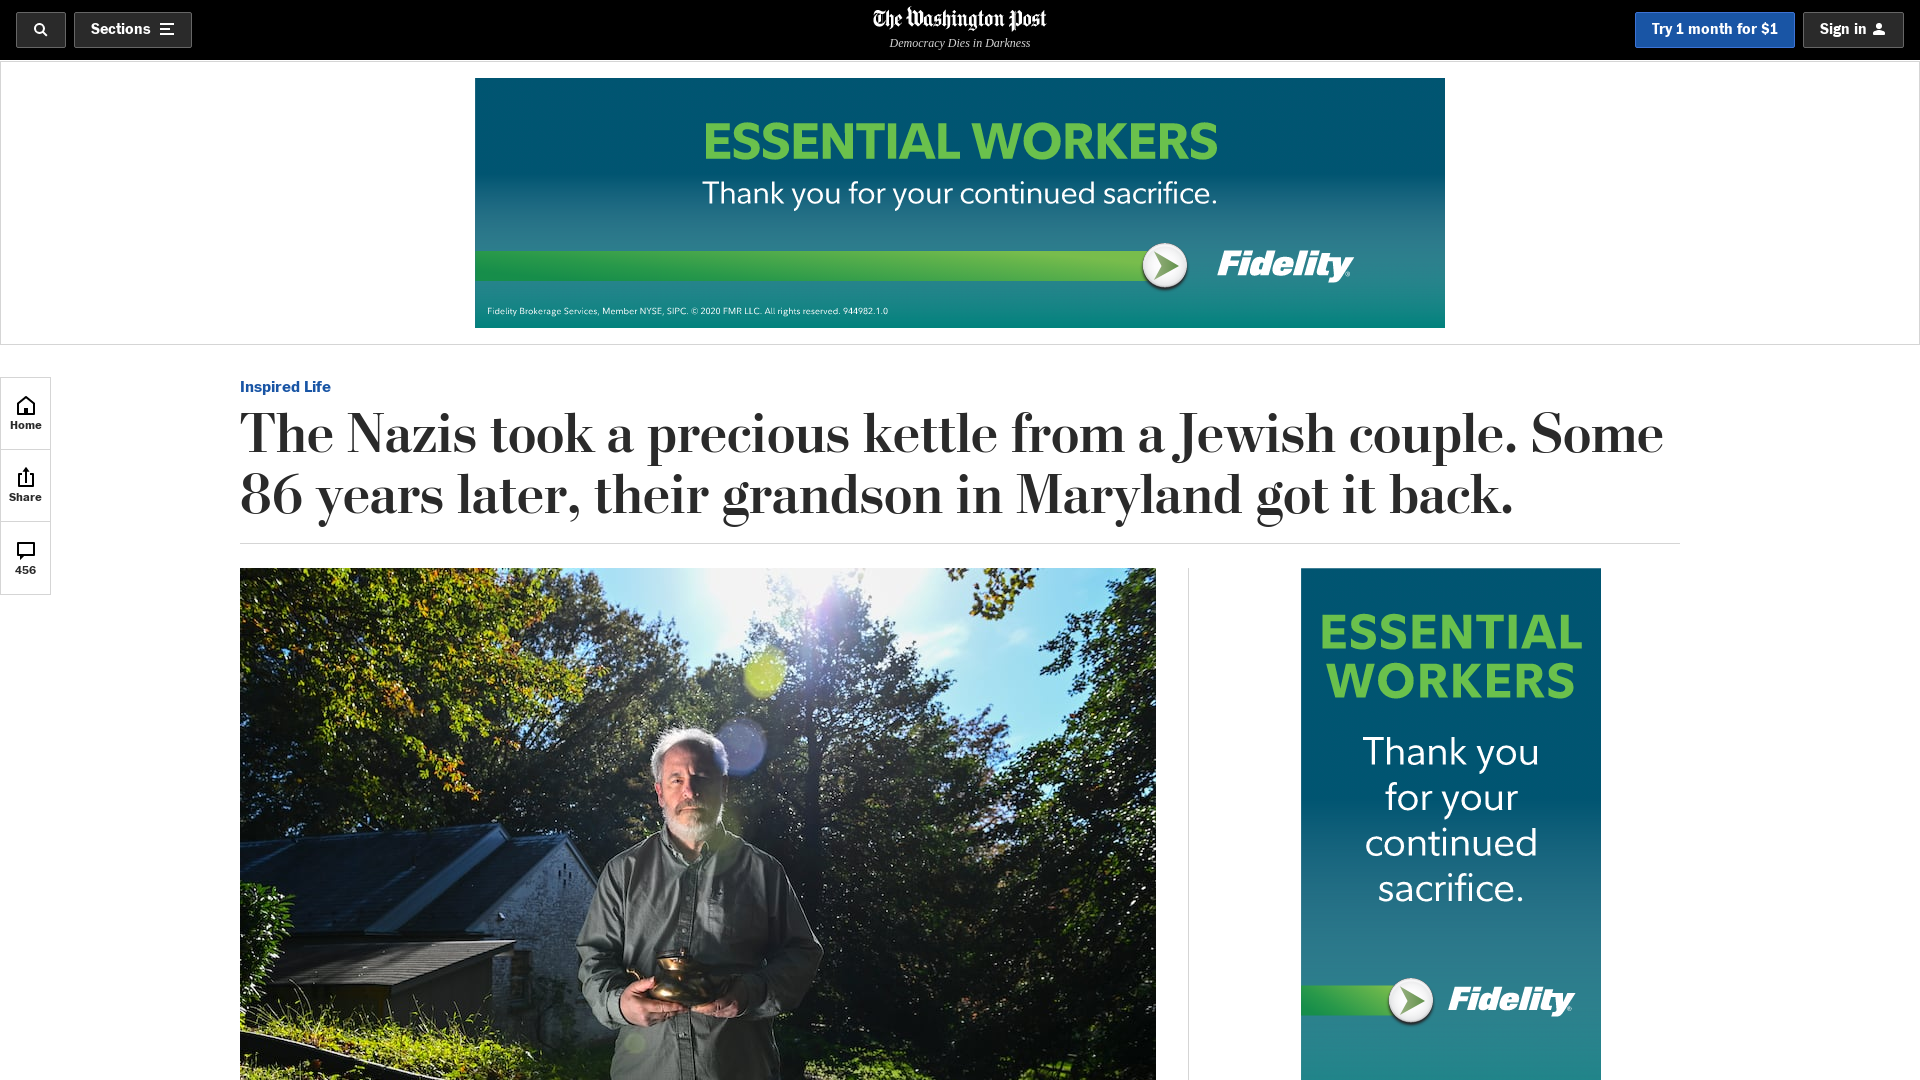 Sections
The Washington Post
Democracy Dies in Darkness
Try 1 month for $1
Sign in
ESSENTIAL WORKERS
Thank you for your continued sacrifice.
Fidelity®
Fidelity Brokerage Services, Member NYSE, SIPC. © 2020 FMR LLC. All rights reserved. 944982.1.0
Home
Share
456
Inspired Life
The Nazis took a precious kettle from a Jewish couple. Some
86 years later, their grandson in Maryland got it back.
ESSENTIAL
WORKERS
Thank you
for your
continued
sacrifice.
Fidelity®